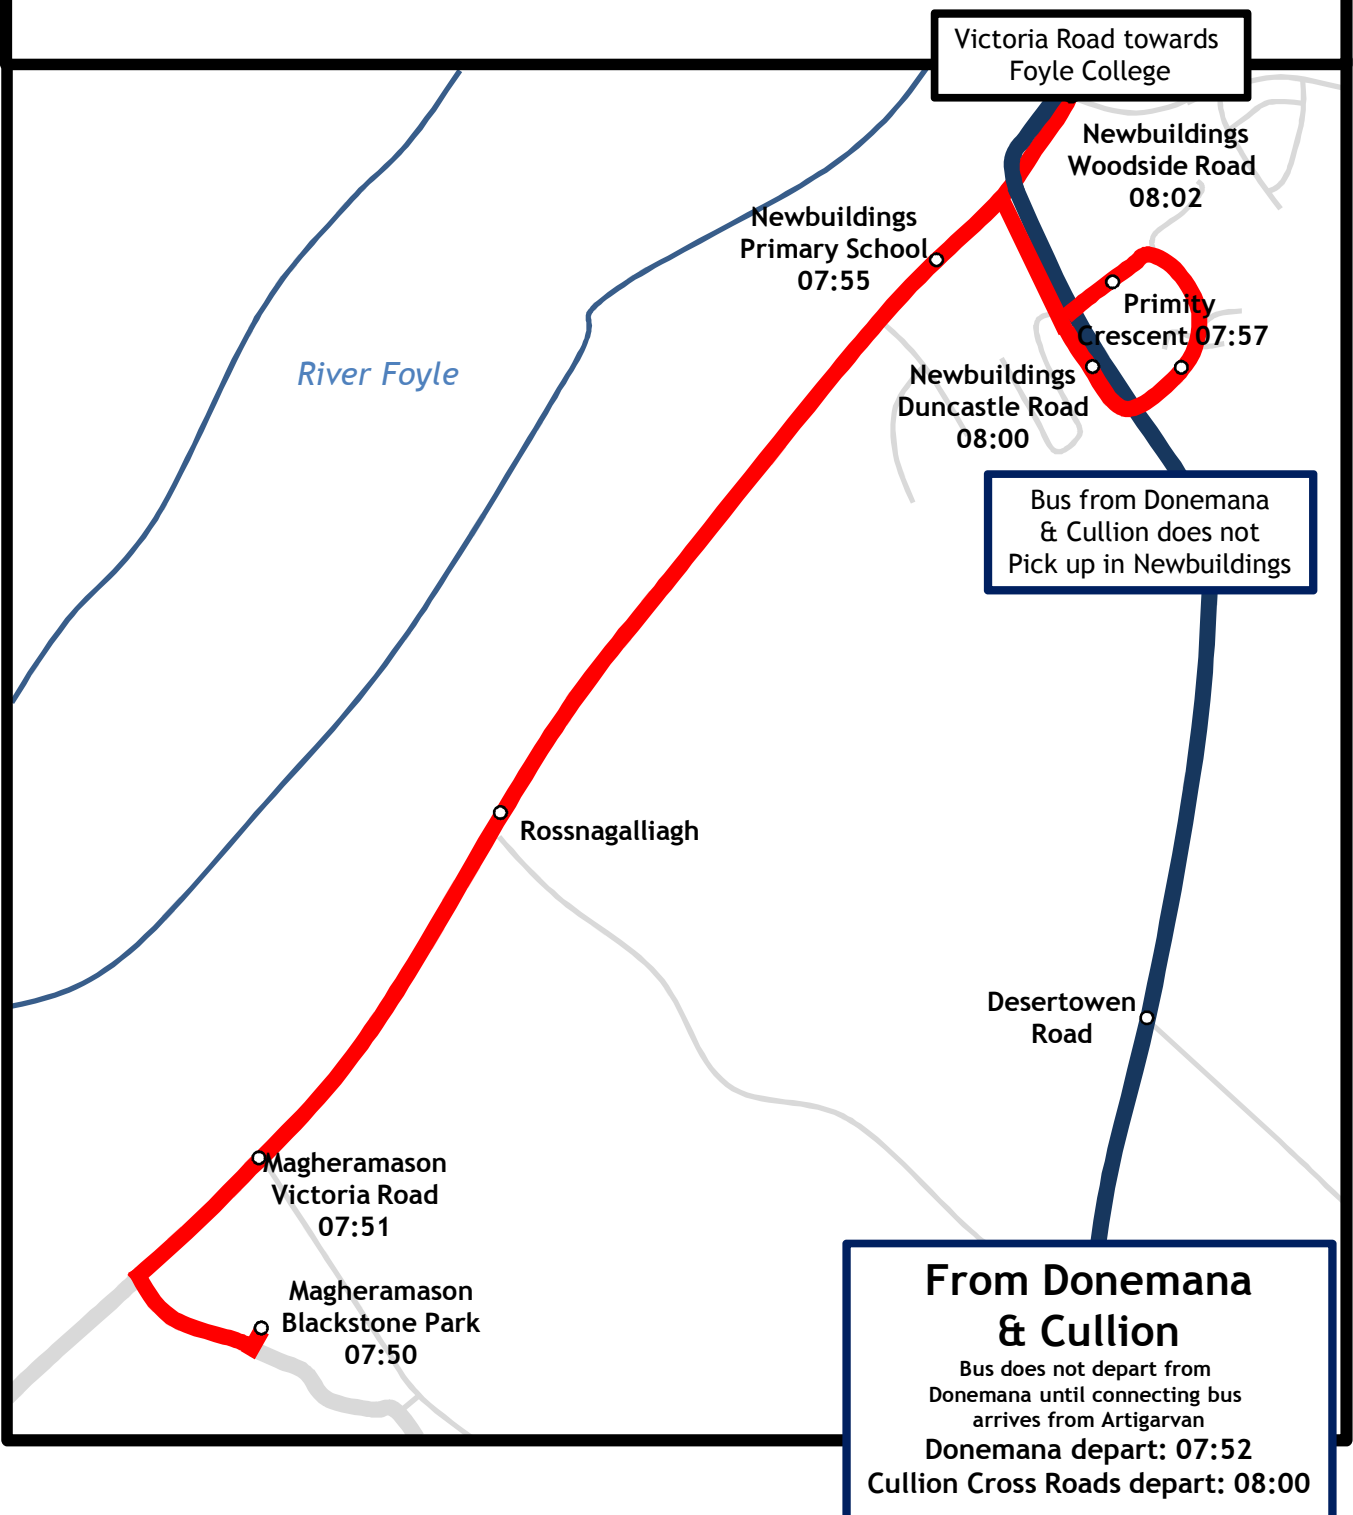 Victoria Road towards
Foyle College
Newbuildings
Woodside Road
08:02
Newbuildings
Primary School
07:55
Primity
Crescent 07:57
River Foyle
Newbuildings
Duncastle Road
08:00
Bus from Donemana
& Cullion does not
Pick up in Newbuildings
Rossnagalliagh
Desertowen
Road
Magheramason
Victoria Road
07:51
Magheramason
Blackstone Park
07:50
From Donemana
& Cullion
Bus does not depart from
Donemana until connecting bus
arrives from Artigarvan
Donemana depart: 07:52
Cullion Cross Roads depart: 08:00